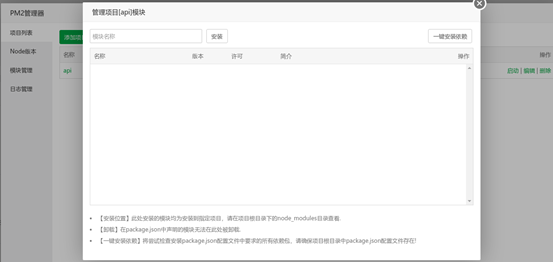 PM2管理器
项目列表
Node版本
模块管理
日志管理
添加项
名称
api
操作
启动 | 编辑 | 删除
管理项目[api]模块
模块名称
安装
一键安装依赖
名称 版本 许可 简介 操作
【安装位置】此处安装的模块均为安装到指定项目，请在项目根目录下的node_modules目录查看.
【卸载】在package.json中声明的模块无法在此处被卸载.
【一键安装依赖】将尝试检查安装package.json配置文件中要求的所有依赖包，请确保项目根目录中package.json配置文件存在!